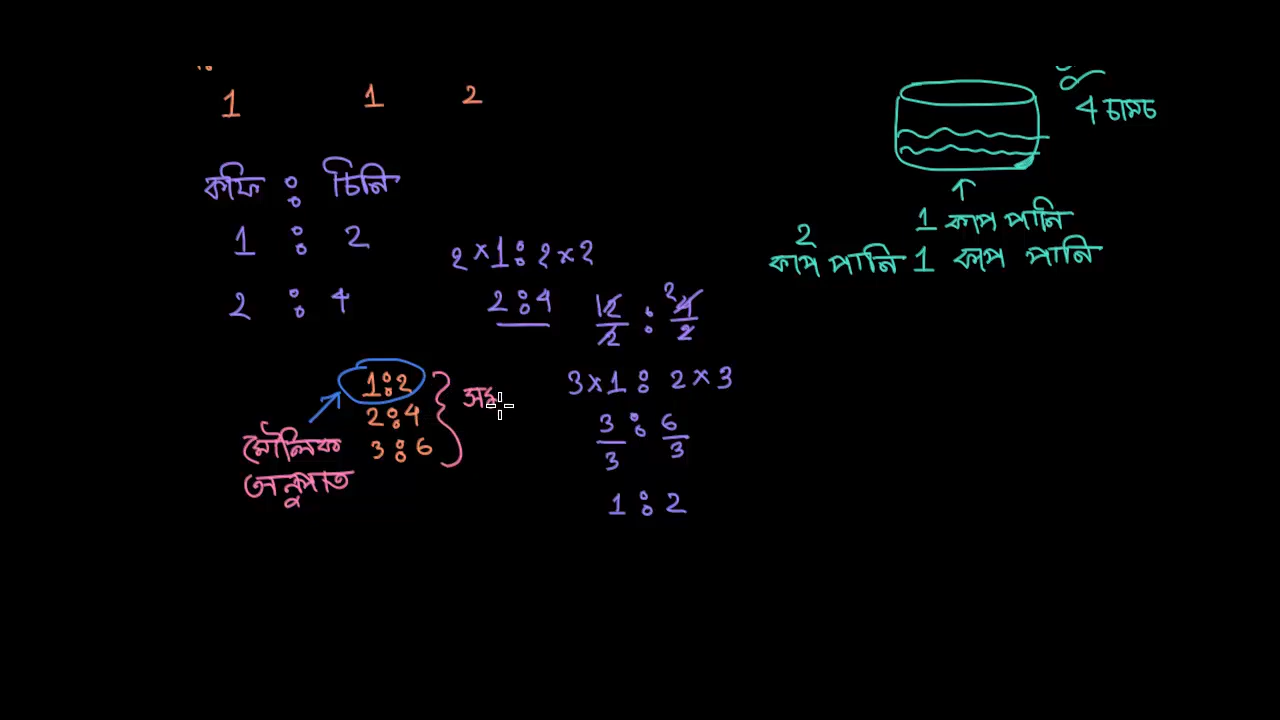 1 1 2
4 চামচ
কফি : চিনি
1 : 2
2 : 4
2×1:2×2
2:4
1 কাপ পানি
2
কাপ পানি 1 কাপ পানি
2
2 : 4
2 2
1:2
2:4
3:6
মৌলিক
অনুপাত
3×1 : 2×3
3 : 6
3 3
1 : 2